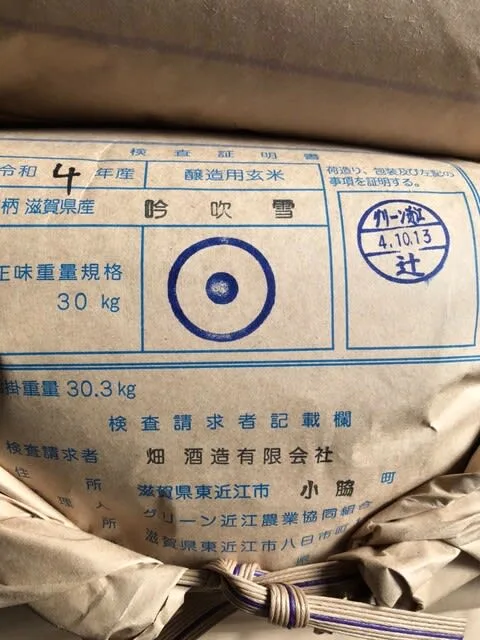 検査証明書
令和 4 年産 醸造用玄米
荷造り、包装及び左記の
事項を証明する。
柄 滋賀県産 吟吹雪
グリーン近江
4.10.13
辻
正味重量規格
30 kg
掛重量 30.3kg
検査請求者記載欄
検査請求者 畑 酒造有限会社
住所 滋賀県東近江市 小脇 町
理人 グリーン近江農業協同組合
所 滋賀県東近江市八日市町